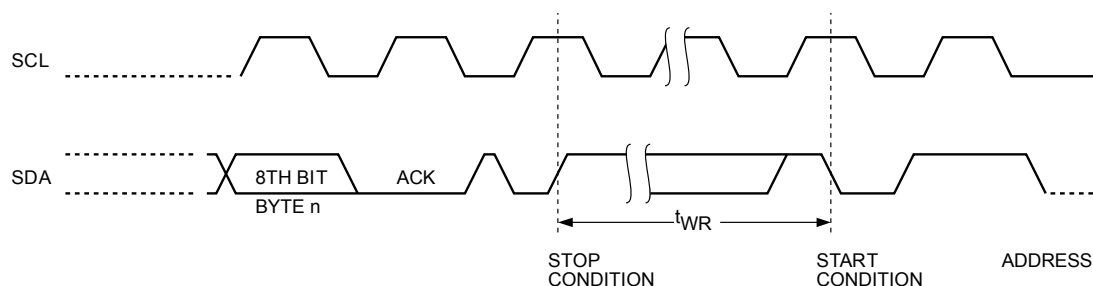 SCL
SDA
8TH BIT
ACK
BYTE n
tWR
STOP
CONDITION
START
CONDITION
ADDRESS